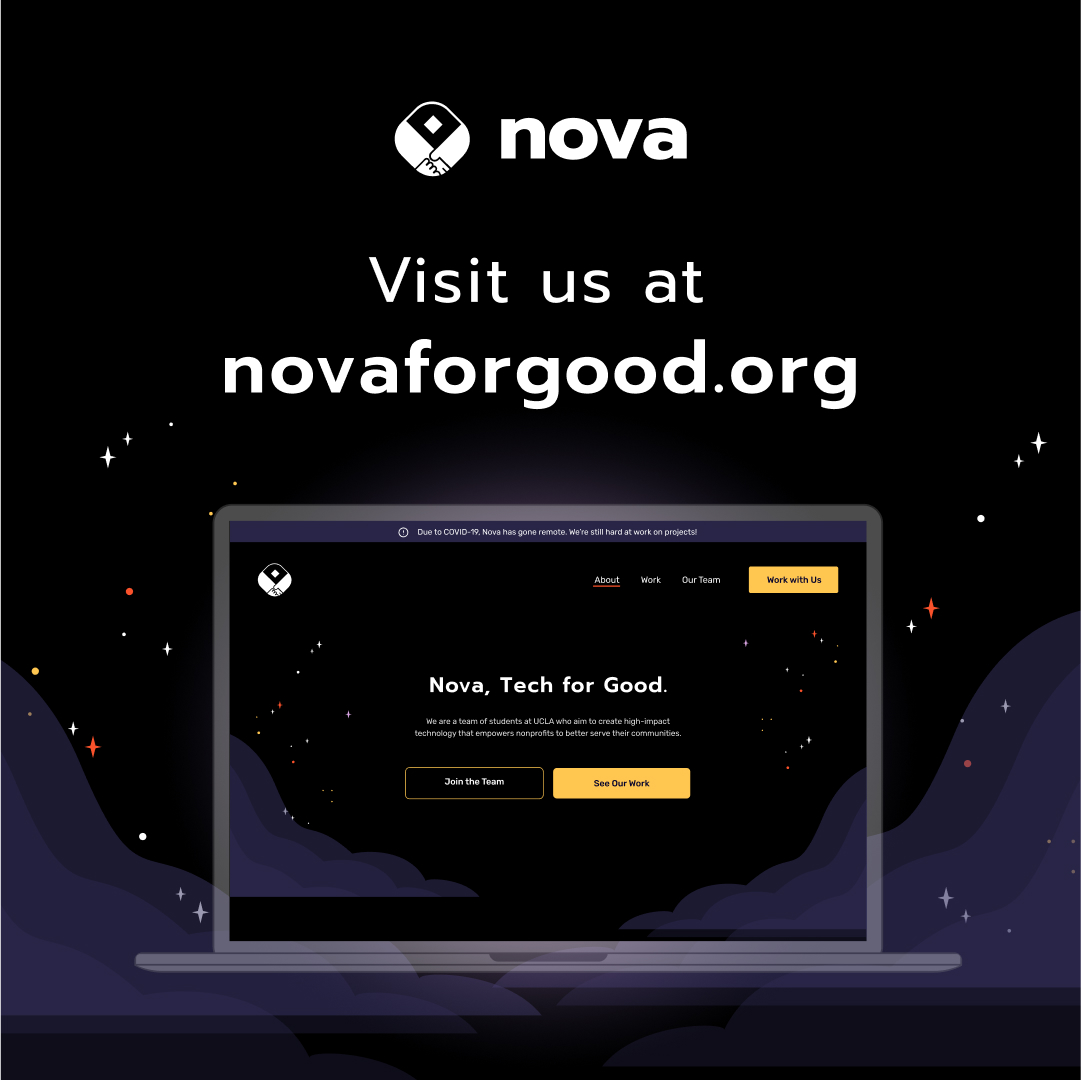 nova
Visit us at
novaforgood.org
Due to COVID-19, Nova has gone remote. We're still hard at work on projects!
About Work Our Team Work with Us
Nova, Tech for Good.
We are a team of students at UCLA who aim to create high-impact
technology that empowers nonprofits to better serve their communities.
Join the Team See Our Work